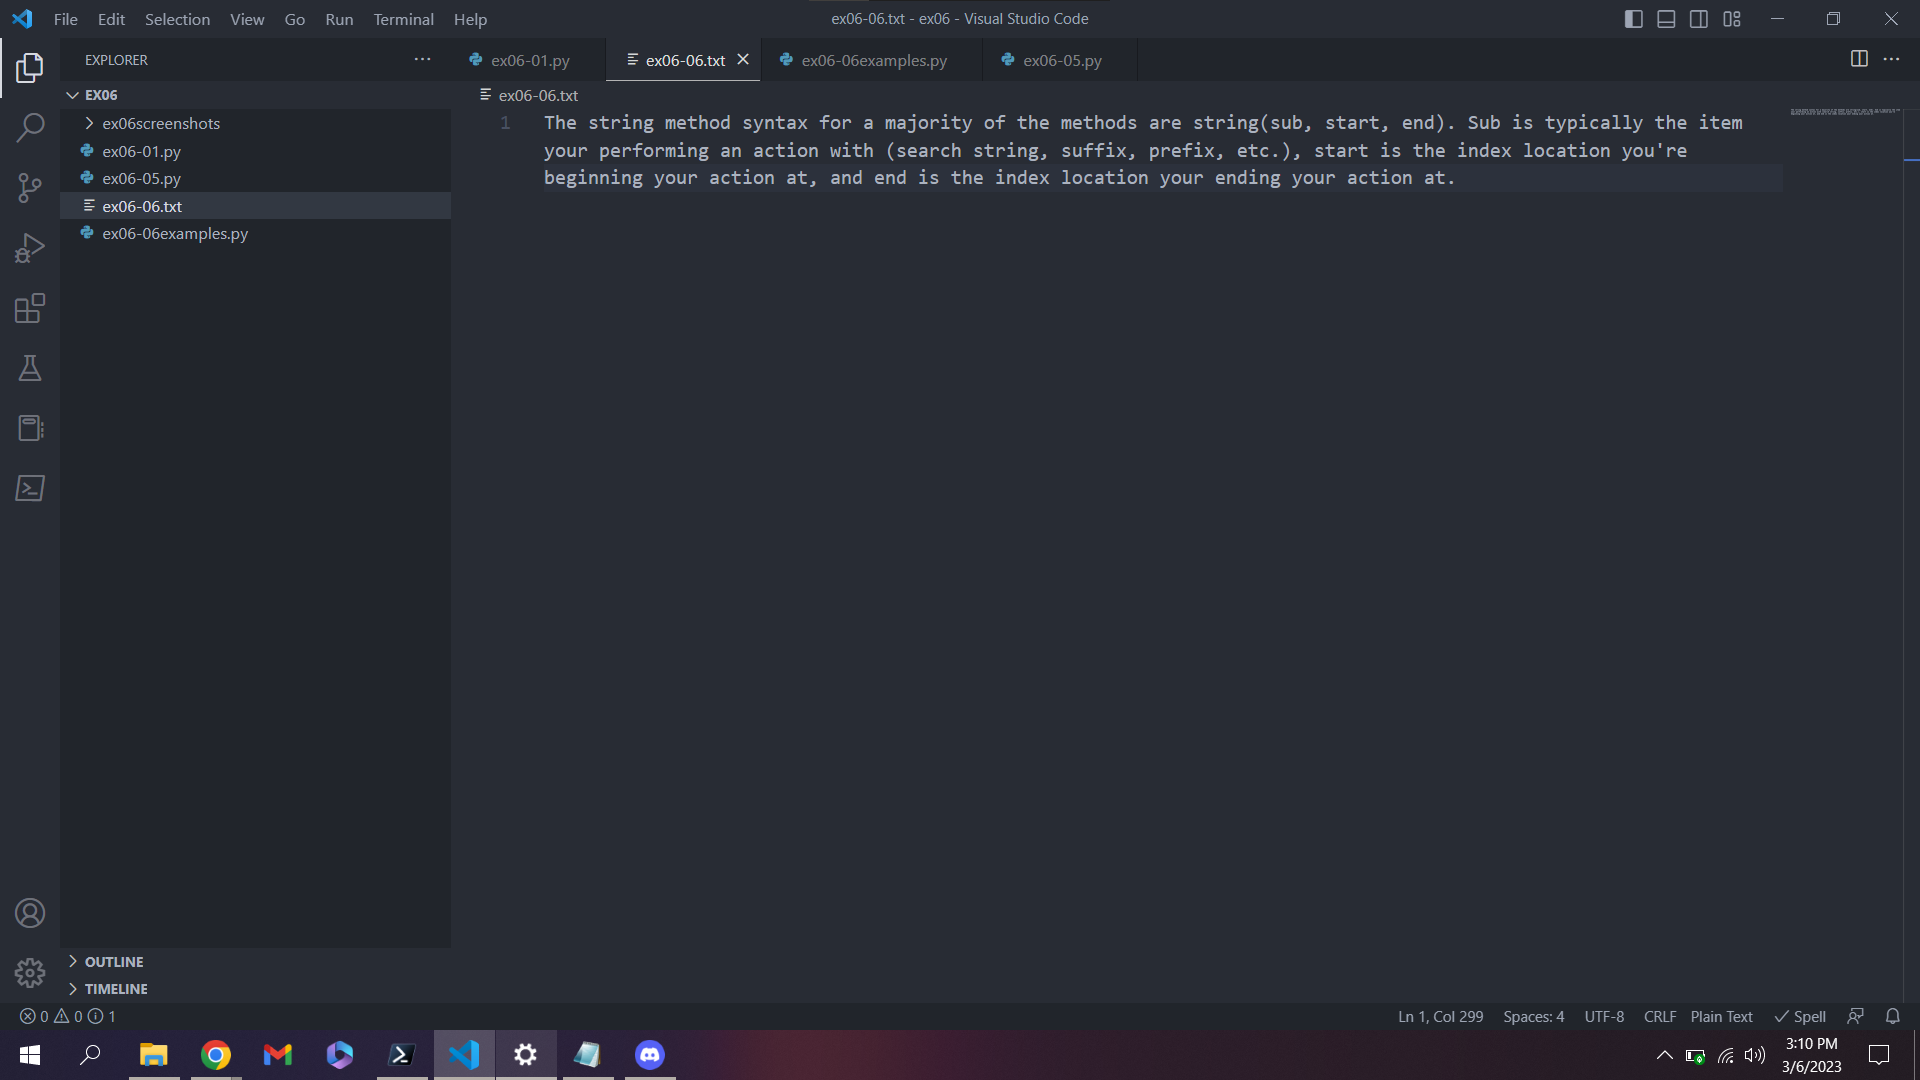 File Edit Selection View Go Run Terminal Help
ex06-06.txt - ex06 - Visual Studio Code
EXPLORER
ex06-01.py
ex06-06.txt
ex06-06examples.py
ex06-05.py
EX06
ex06screenshots
ex06-01.py
ex06-05.py
ex06-06.txt
ex06-06examples.py
OUTLINE
TIMELINE
ex06-06.txt
1
The string method syntax for a majority of the methods are string(sub, start, end). Sub is typically the item
your performing an action with (search string, suffix, prefix, etc.), start is the index location you're
beginning your action at, and end is the index location your ending your action at.
0 0 1
Ln 1, Col 299 Spaces: 4 UTF-8 CRLF Plain Text Spell
3:10 PM
3/6/2023